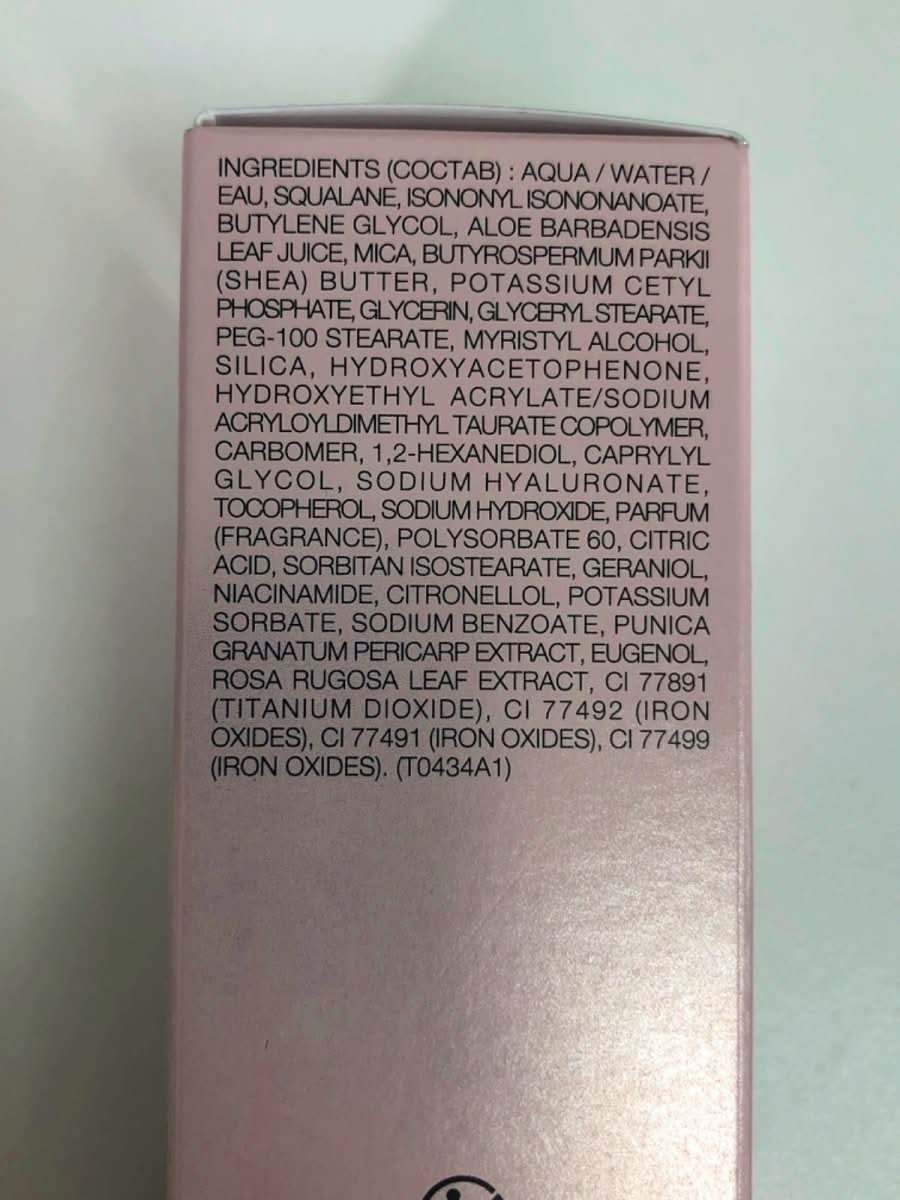 INGREDIENTS (СОСТАВ) : AQUA / WATER /
EAU, SQUALANE, ISONONYL ISONONANOATE,
BUTYLENE GLYCOL, ALOE BARBADENSIS
LEAF JUICE, MICA, BUTYROSPERMUM PARKII
(SHEA) BUTTER, POTASSIUM CETYL
PHOSPHATE, GLYCERIN, GLYCERYL STEARATE,
PEG-100 STEARATE, MYRISTYL ALCOHOL,
SILICA, HYDROXYACETOPHENONE,
HYDROXYETHYL ACRYLATE/SODIUM
ACRYLOYLDIMETHYL TAURATE COPOLYMER,
CARBOMER, 1,2-HEXANEDIOL, CAPRYLYL
GLYCOL, SODIUM HYALURONATE,
TOCOPHEROL, SODIUM HYDROXIDE, PARFUM
(FRAGRANCE), POLYSORBATE 60, CITRIC
ACID, SORBITAN ISOSTEARATE, GERANIOL,
NIACINAMIDE, CITRONELLOL, POTASSIUM
SORBATE, SODIUM BENZOATE, PUNICA
GRANATUM PERICARP EXTRACT, EUGENOL,
ROSA RUGOSA LEAF EXTRACT, CI 77891
(TITANIUM DIOXIDE), CI 77492 (IRON
OXIDES), CI 77491 (IRON OXIDES), CI 77499
(IRON OXIDES). (T0434A1)